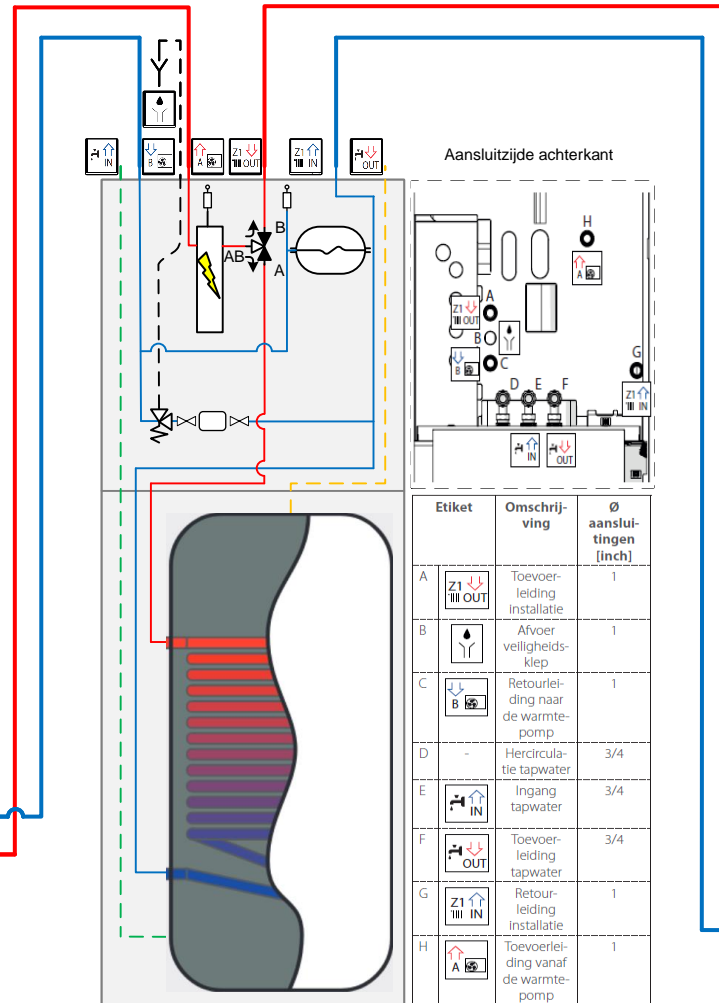 IN
B
A
Z1
OUT
Z1
IN
OUT
B
AB
A
Aansluitzijde achterkant
H
A
A
Z1
OUT
B
B
C
G
Z1
IN
D E F
IN
OUT
Etiket Omschrij-
ving
Ø
aanslui-
tingen
[inch]
A
Z1
OUT
Toevoer-
leiding
installatie
1
B
Afvoer
veiligheids-
klep
1
C
B
Retourlei-
ding naar
de warmte-
pomp
1
D - Hercircula-
tie tapwater
3/4
E
IN
Ingang
tapwater
3/4
F
OUT
Toevoer-
leiding
tapwater
3/4
G
Z1
IN
Retour-
leiding
installatie
1
H
A
Toevoerlei-
ding vanaf
de warmte-
pomp
1